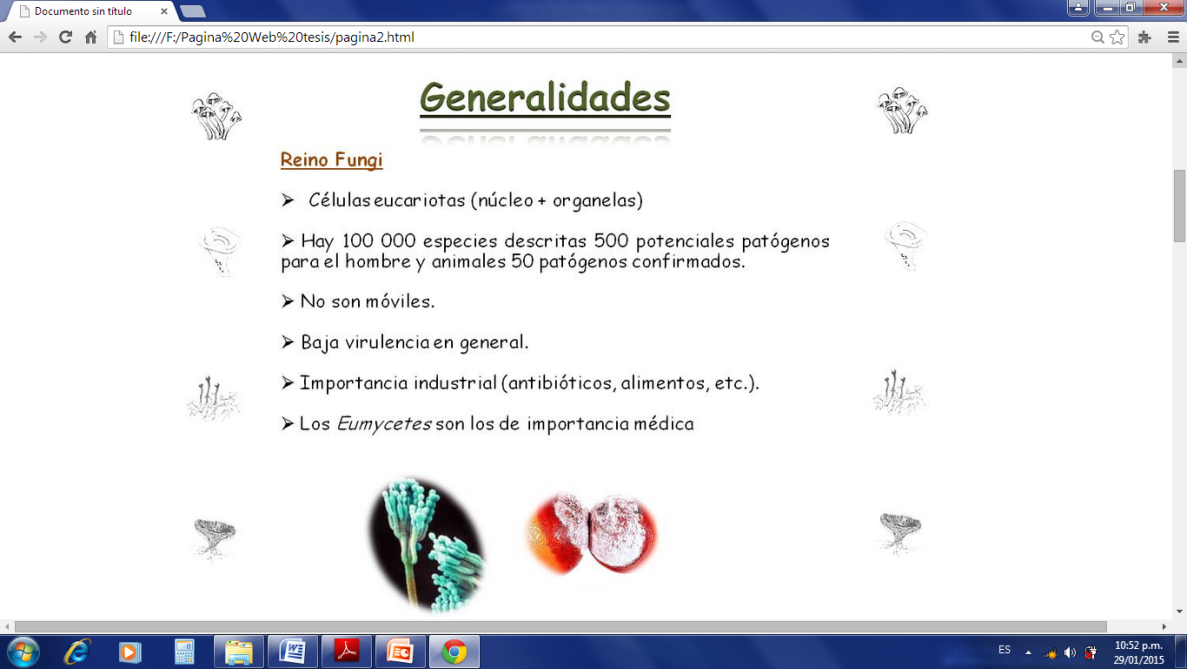 Documento sin título
file:///F:/Pagina%20Web%20tesis/pagina2.html
Generalidades
Reino Fungi
➢ Células eucariotas (núcleo + organelas)
➢ Hay 100 000 especies descritas 500 potenciales patógenos
para el hombre y animales 50 patógenos confirmados.
➢ No son móviles.
➢ Baja virulencia en general.
➢ Importancia industrial (antibióticos, alimentos, etc.).
➢ Los Eumycetes son los de importancia médica
ES
10:52 p.m.
29/01/2015